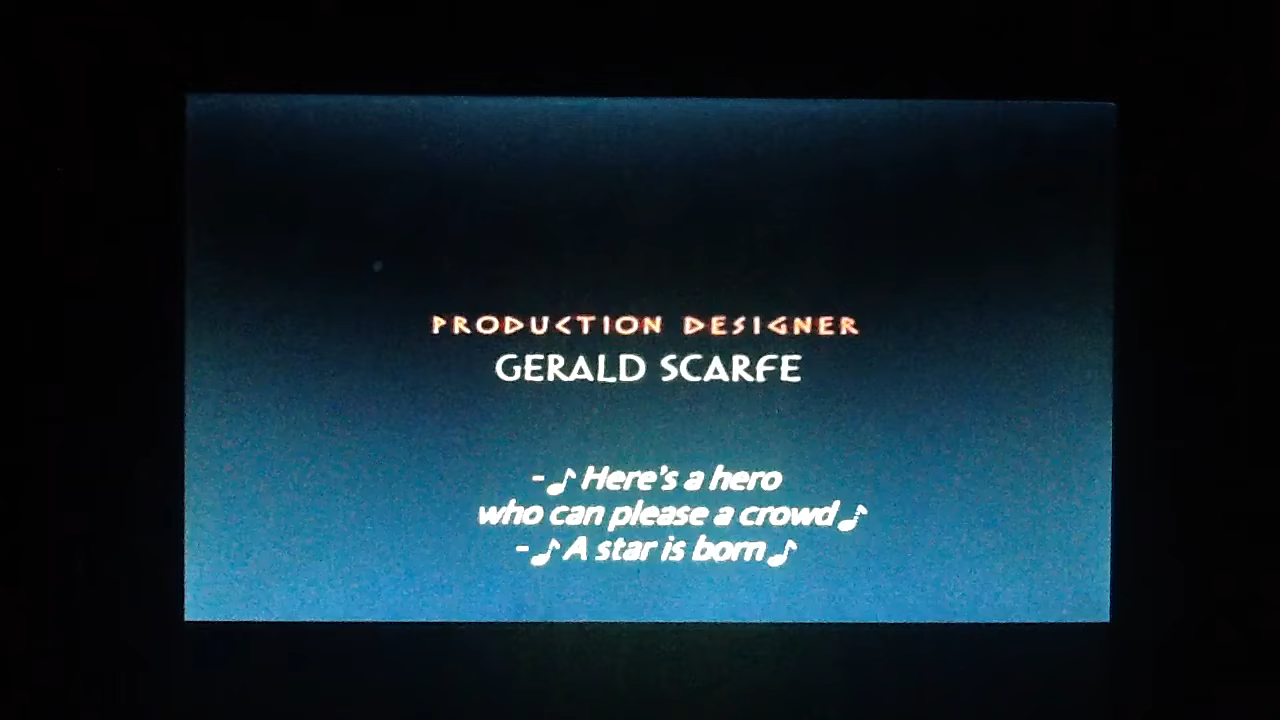 PRODUCTION DESIGNER
GERALD SCARFE
-♪ Here's a hero
who can please a crowd ♪
-♪ A star is born ♪